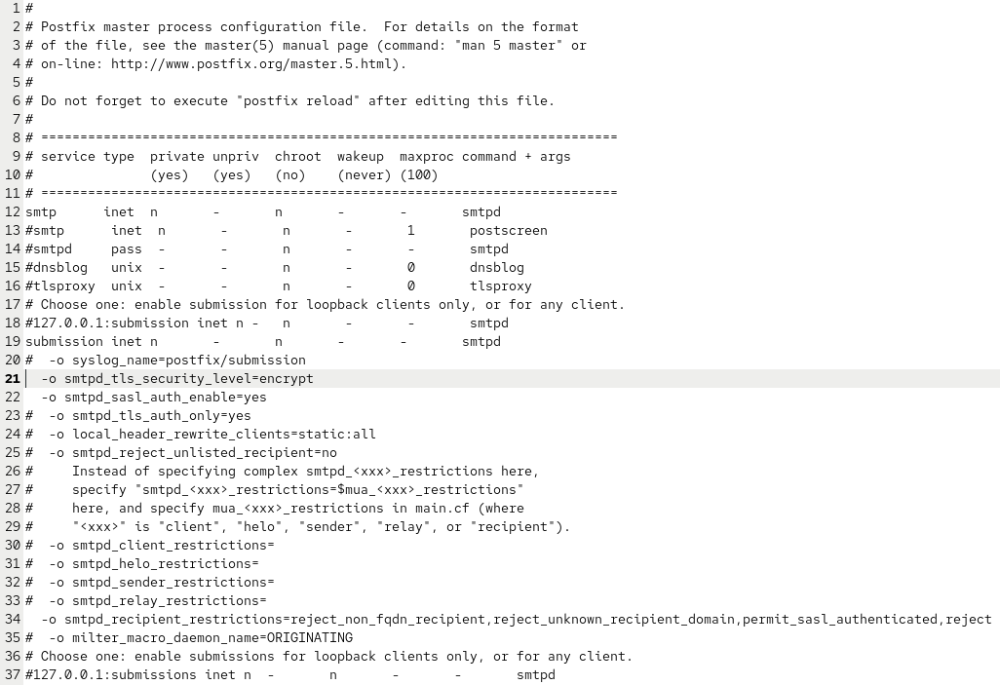 1 #
2 # Postfix master process configuration file.  For details on the format
3 # of the file, see the master(5) manual page (command: "man 5 master" or
4 # on-line: http://www.postfix.org/master.5.html).
5 #
6 # Do not forget to execute "postfix reload" after editing this file.
7 #
8 # ==========================================================================
9 # service type  private unpriv  chroot  wakeup  maxproc command + args
10 #               (yes)   (yes)   (no)    (never) (100)
11 # ==========================================================================
12 smtp      inet  n       -       n       -       -       smtpd
13 #smtp      inet  n       -       n       -       1       postscreen
14 #smtpd     pass  -       -       n       -       -       smtpd
15 #dnsblog   unix  -       -       n       -       0       dnsblog
16 #tlsproxy  unix  -       -       n       -       0       tlsproxy
17 # Choose one: enable submission for loopback clients only, or for any client.
18 #127.0.0.1:submission inet n -   n       -       -       smtpd
19 submission inet n       -       n       -       -       smtpd
20 #  -o syslog_name=postfix/submission
21   -o smtpd_tls_security_level=encrypt
22   -o smtpd_sasl_auth_enable=yes
23 #  -o smtpd_tls_auth_only=yes
24 #  -o local_header_rewrite_clients=static:all
25 #  -o smtpd_reject_unlisted_recipient=no
26 #     Instead of specifying complex smtpd_<xxx>_restrictions here,
27 #     specify "smtpd_<xxx>_restrictions=$mua_<xxx>_restrictions"
28 #     here, and specify mua_<xxx>_restrictions in main.cf (where
29 #     "<xxx>" is "client", "helo", "sender", "relay", or "recipient").
30 #  -o smtpd_client_restrictions=
31 #  -o smtpd_helo_restrictions=
32 #  -o smtpd_sender_restrictions=
33 #  -o smtpd_relay_restrictions=
34   -o smtpd_recipient_restrictions=reject_non_fqdn_recipient,reject_unknown_recipient_domain,permit_sasl_authenticated,reject
35 #  -o milter_macro_daemon_name=ORIGINATING
36 # Choose one: enable submissions for loopback clients only, or for any client.
37 #127.0.0.1:submissions inet n  -       n       -       -       smtpd